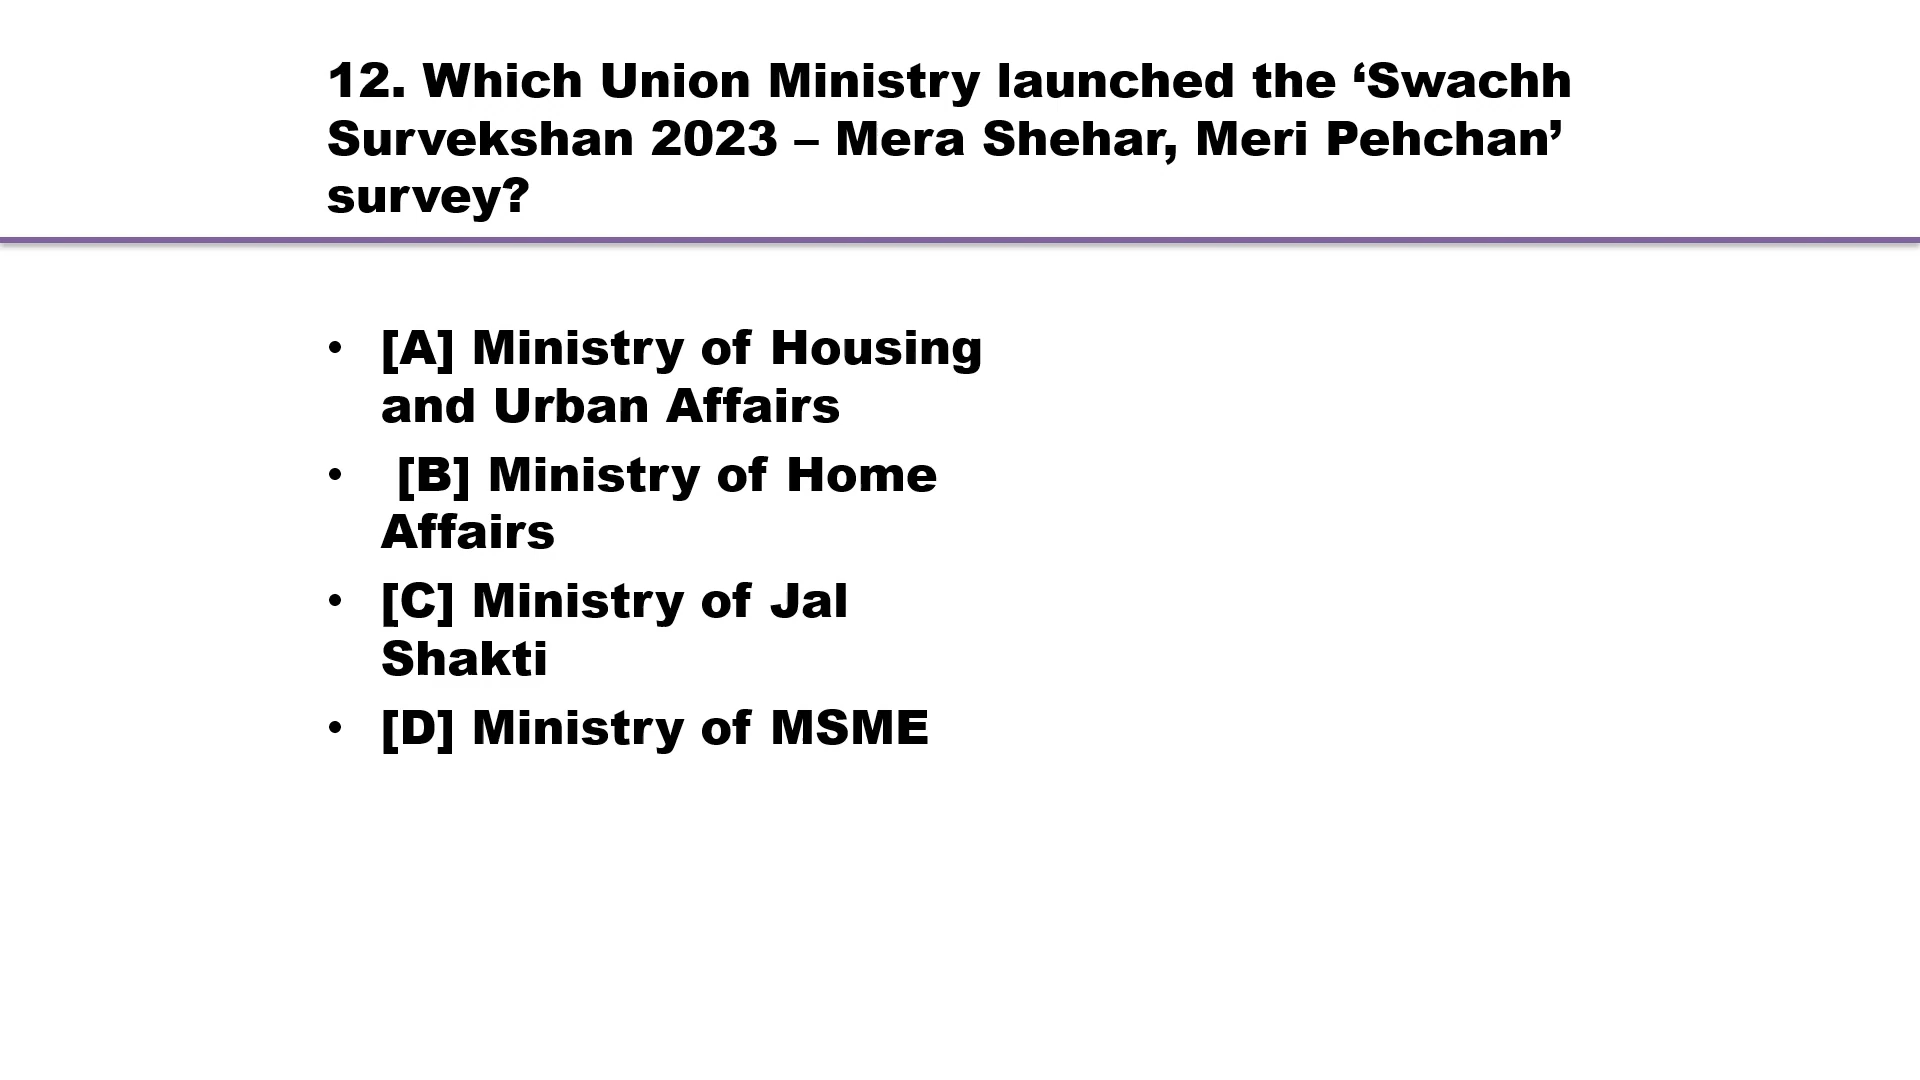 12. Which Union Ministry launched the ‘Swachh
Survekshan 2023 – Mera Shehar, Meri Pehchan’
survey?
• [A] Ministry of Housing
and Urban Affairs
• [B] Ministry of Home
Affairs
• [C] Ministry of Jal
Shakti
• [D] Ministry of MSME